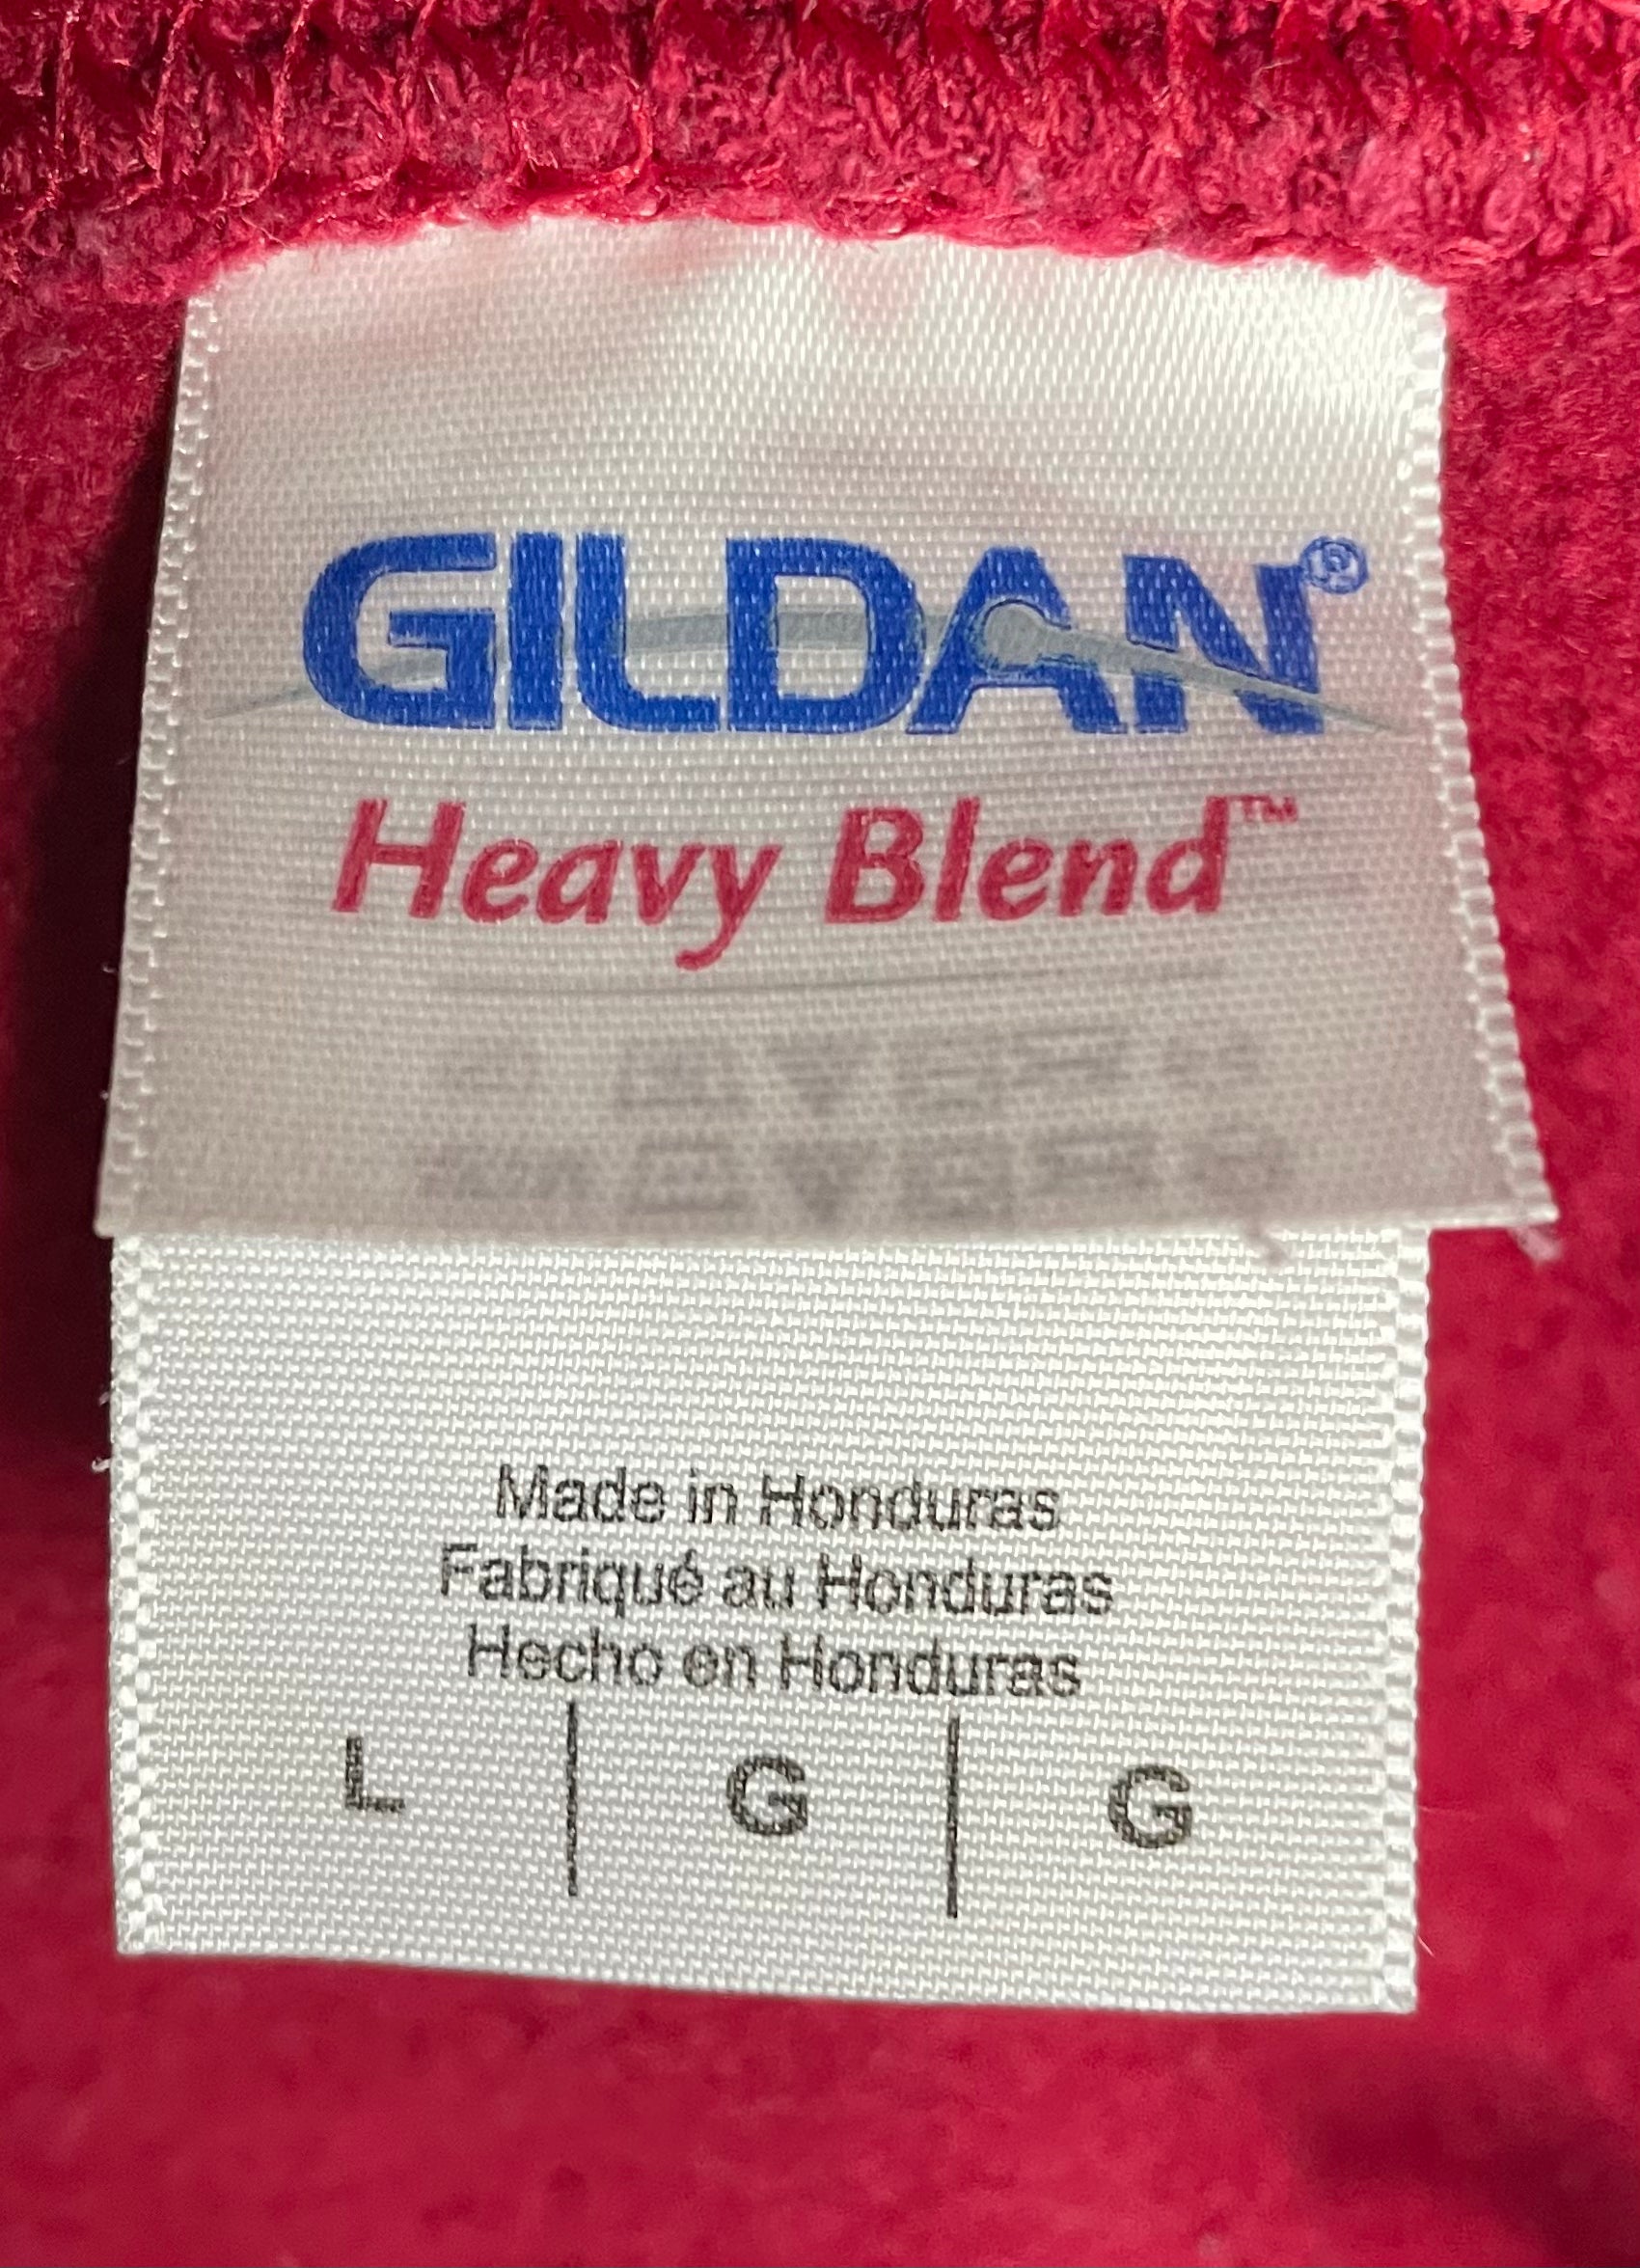 GILDAN®
Heavy Blend™
Made in Honduras
Fabriqué au Honduras
Hecho en Honduras
L | G | G